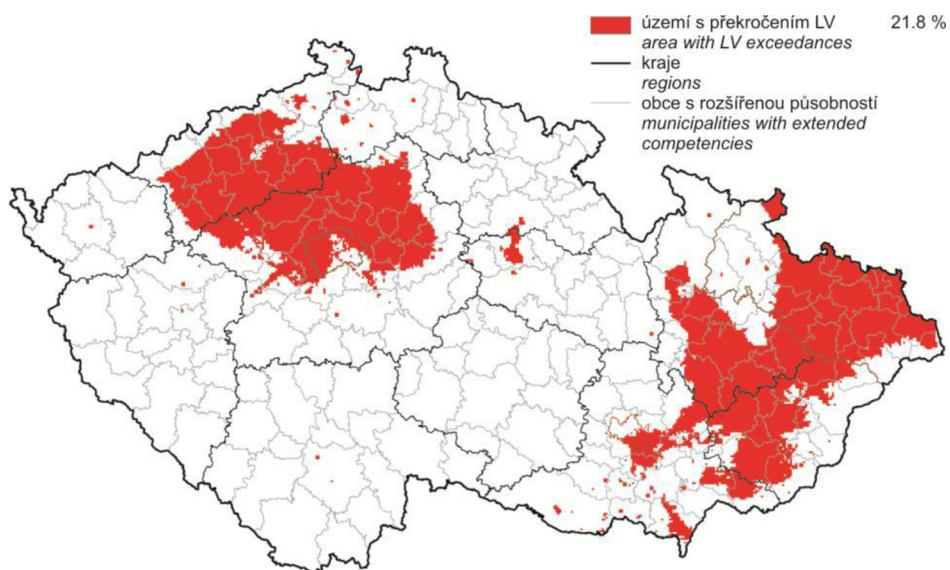 území s překročením LV 21.8 %
area with LV exceedances
kraje
regions
obce s rozšířenou působností
municipalities with extended
competencies